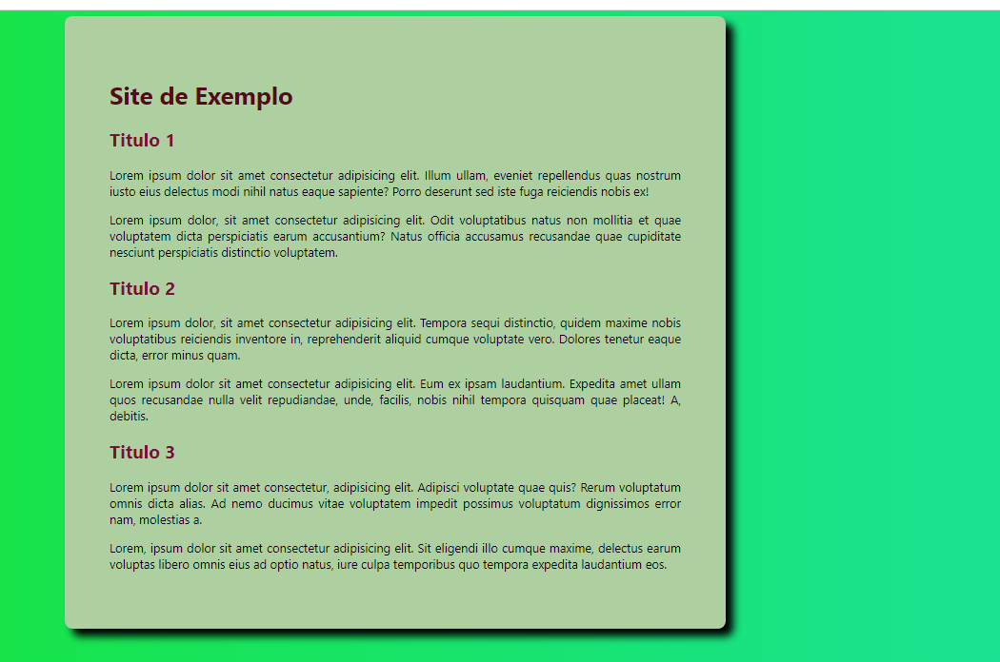 Site de Exemplo
Titulo 1
Lorem ipsum dolor sit amet consectetur adipisicing elit. Illum ullam, eveniet repellendus quas nostrum
iusto eius delectus modi nihil natus eaque sapiente? Porro deserunt sed iste fuga reiciendis nobis ex!
Lorem ipsum dolor, sit amet consectetur adipisicing elit. Odit voluptatibus natus non mollitia et quae
voluptatem dicta perspiciatis earum accusantium? Natus officia accusamus recusandae quae cupiditate
nesciunt perspiciatis distinctio voluptatem.
Titulo 2
Lorem ipsum dolor, sit amet consectetur adipisicing elit. Tempora sequi distinctio, quidem maxime nobis
voluptatibus reiciendis inventore in, reprehenderit aliquid cumque voluptate vero. Dolores tenetur eaque
dicta, error minus quam.
Lorem ipsum dolor sit amet consectetur adipisicing elit. Eum ex ipsam laudantium. Expedita amet ullam
quos recusandae nulla velit repudiandae, unde, facilis, nobis nihil tempora quisquam quae placeat! A,
debitis.
Titulo 3
Lorem ipsum dolor sit amet consectetur, adipisicing elit. Adipisci voluptate quae quis? Rerum voluptatum
omnis dicta alias. Ad nemo ducimus vitae voluptatem impedit possimus voluptatum dignissimos error
nam, molestias a.
Lorem, ipsum dolor sit amet consectetur adipisicing elit. Sit eligendi illo cumque maxime, delectus earum
voluptas libero omnis eius ad optio natus, iure culpa temporibus quo tempora expedita laudantium eos.